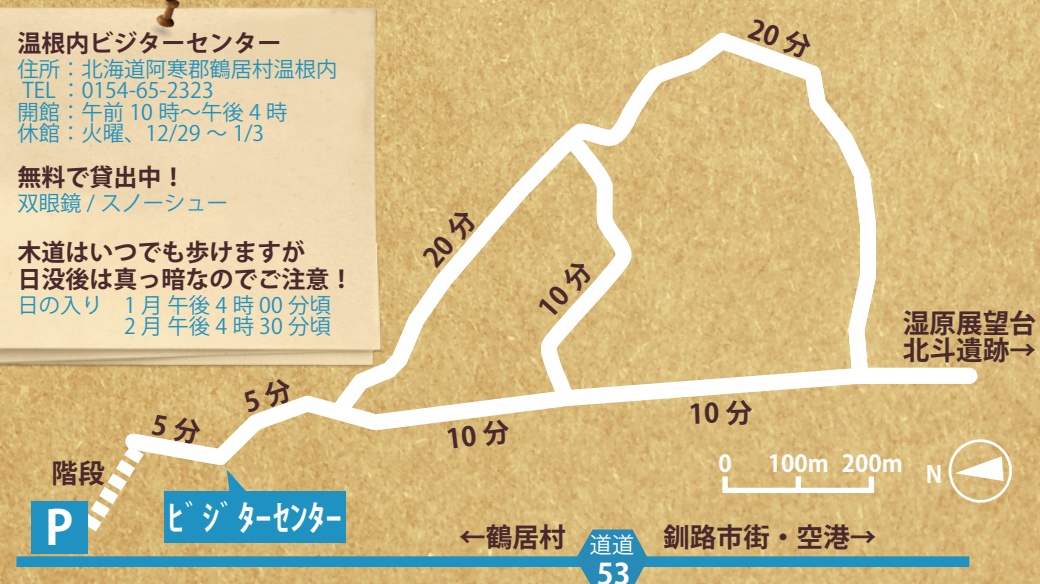 温根内ビジターセンター
住所：北海道阿寒郡鶴居村温根内
TEL：0154-65-2323
開館：午前 10 時～午後 4 時
休館：火曜、12/29 ～ 1/3
無料で貸出中！
双眼鏡 / スノーシュー
木道はいつでも歩けますが
日没後は真っ暗なのでご注意！
日の入り　1 月 午後 4 時 00 分頃
2 月 午後 4 時 30 分頃
20 分
20 分
10 分
湿原展望台
北斗遺跡→
5 分
5 分
10 分
10 分
階段
P
ビジターセンター
0 100m 200m
N
←鶴居村
道道
53
釧路市街・空港→